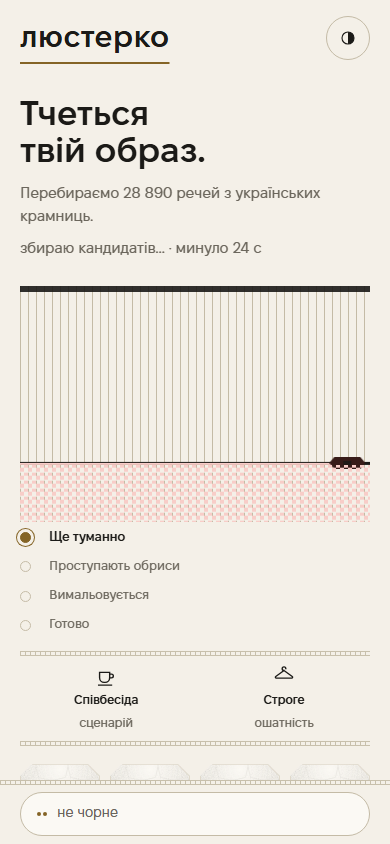 люстерко
Тчеться
твій образ.
Перебираємо 28 890 речей з українських
крамниць.
збираю кандидатів... · минуло 24 с
Ще туманно
Проступають обриси
Вимальовується
Готово
Співбесіда
сценарій
Строге
ошатність
не чорне